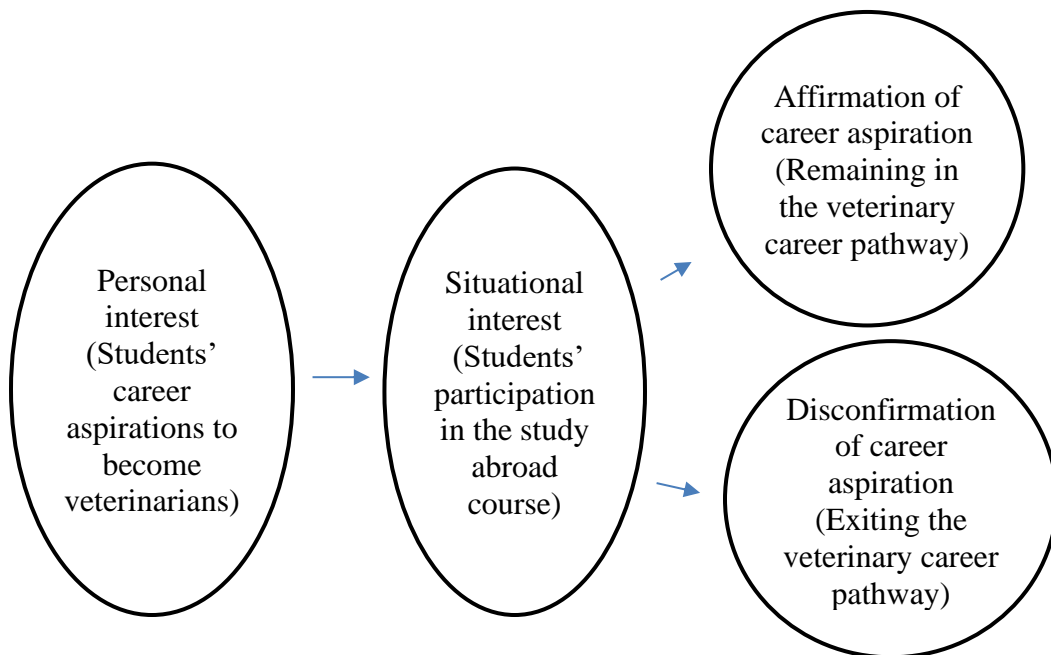 Personal
interest
(Students’
career
aspirations to
become
veterinarians)
Situational
interest
(Students’
participation
in the study
abroad
course)
Affirmation of
career aspiration
(Remaining in
the veterinary
career pathway)
Disconfirmation
of career
aspiration
(Exiting the
veterinary career
pathway)